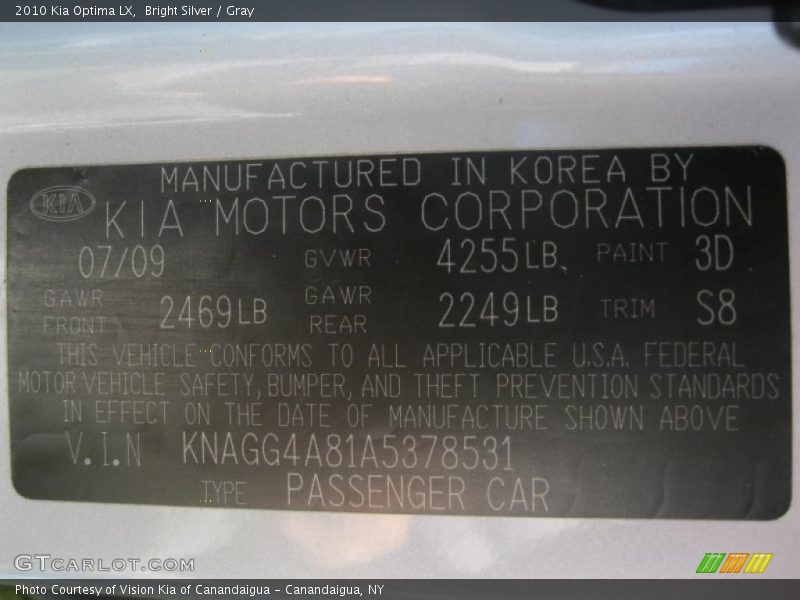 2010 Kia Optima LX,  Bright Silver / Gray
MANUFACTURED IN KOREA BY
KIA KIA MOTORS CORPORATION
07/09 GVWR 4255LB. PAINT 3D
GAWR FRONT 2469LB GAWR REAR 2249LB TRIM S8
THIS VEHICLE CONFORMS TO ALL APPLICABLE U.S.A. FEDERAL
MOTOR VEHICLE SAFETY, BUMPER, AND THEFT PREVENTION STANDARDS
IN EFFECT ON THE DATE OF MANUFACTURE SHOWN ABOVE
V.I.N KNAGG4A81A5378531
TYPE PASSENGER CAR
GTCARLOT.COM
Photo Courtesy of Vision Kia of Canandaigua - Canandaigua, NY